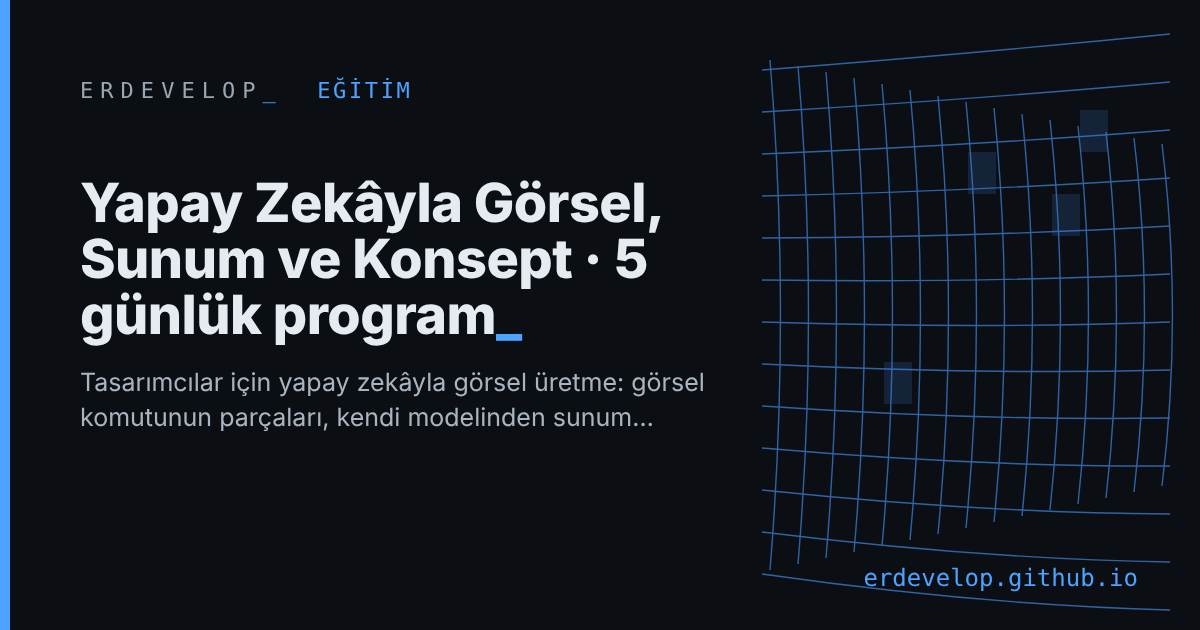 ERDEVELOP_ EĞİTİM
Yapay Zekâyla Görsel,
Sunum ve Konsept · 5
günlük program_
Tasarımcılar için yapay zekâyla görsel üretme: görsel
komutunun parçaları, kendi modelinden sunum…
erdevelop.github.io